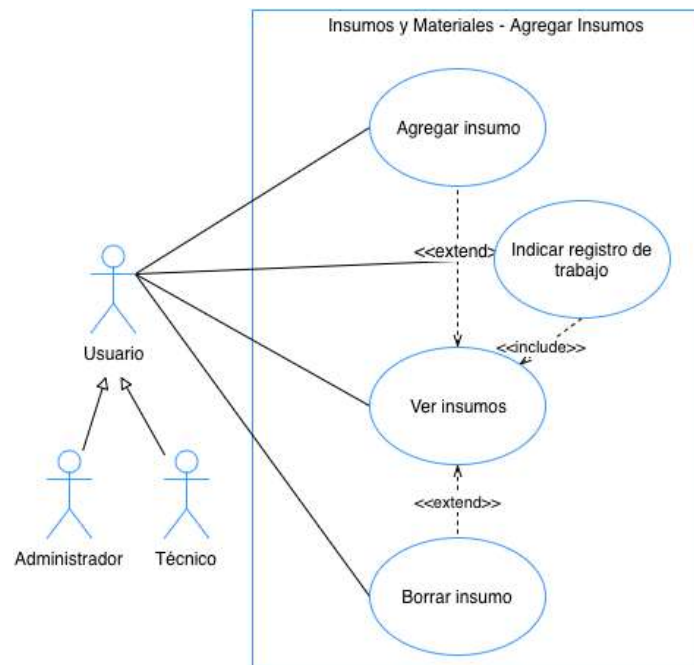 Insumos y Materiales - Agregar Insumos
Agregar insumo
<<extend>
Indicar registro de
trabajo
Usuario
<<include>>
Ver insumos
<<extend>>
Administrador
Técnico
Borrar insumo